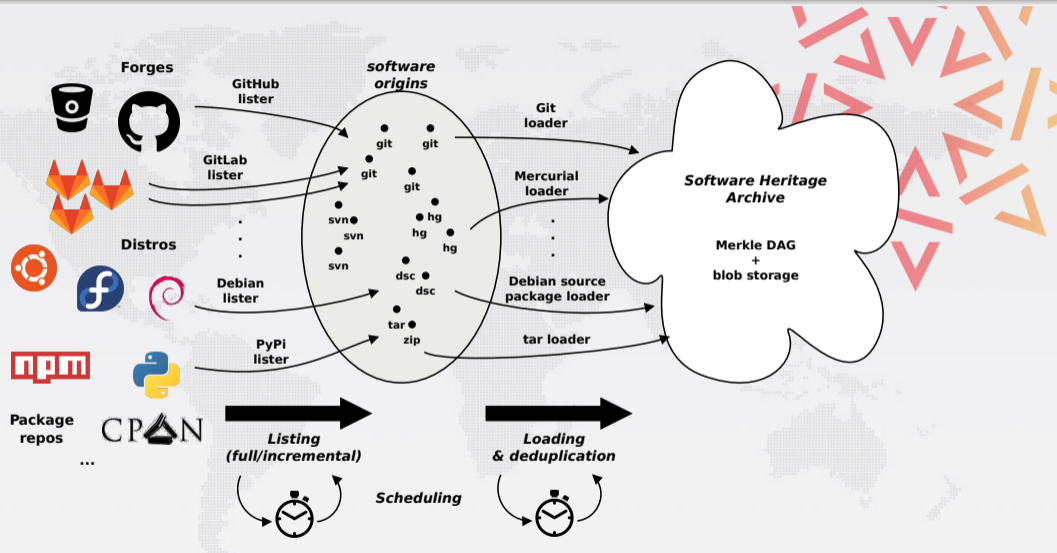 Forges
GitHub
lister
GitLab
lister
.
.
.
Distros
Debian
lister
PyPi
lister
npm
Package
repos
CPAN
...
software
origins
git
git
git
git
svn
svn
svn
hg
hg
hg
dsc
dsc
tar
zip
Git
loader
Mercurial
loader
.
.
.
Debian source
package loader
tar loader
Software Heritage
Archive
Merkle DAG
+
blob storage
Listing
(full/incremental)
Scheduling
Loading
& deduplication